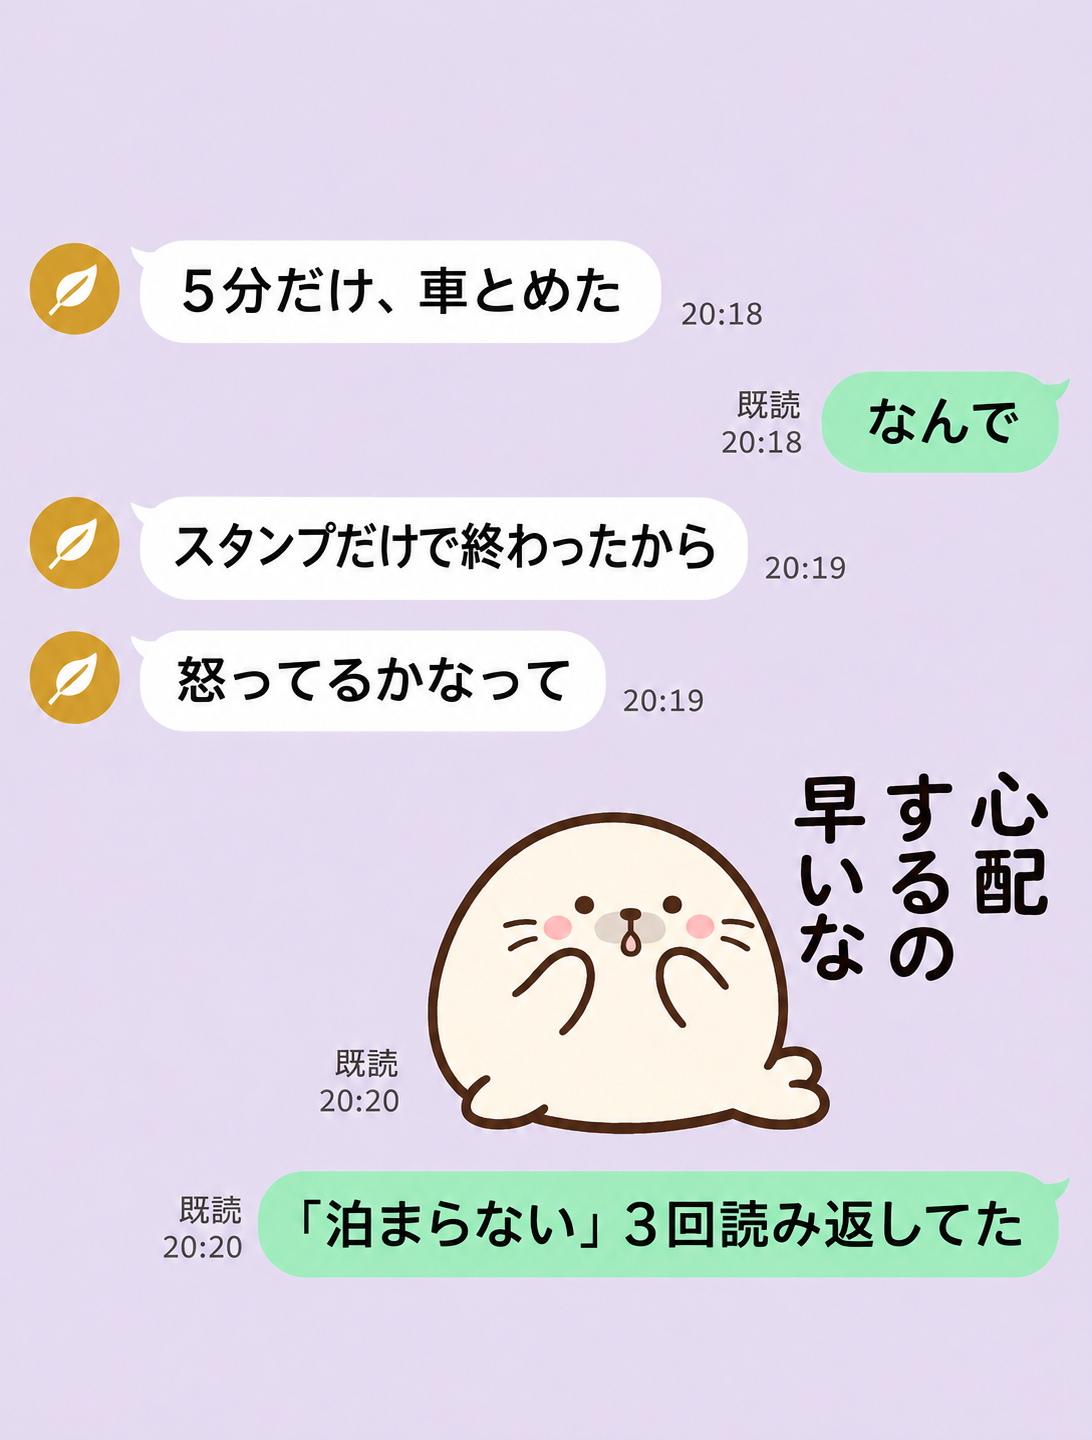 ５分だけ、車とめた
20:18
既読
20:18
なんで
スタンプだけで終わったから
20:19
怒ってるかなって
20:19
心配
するの
早いな
既読
20:20
既読
20:20
「泊まらない」３回読み返してた